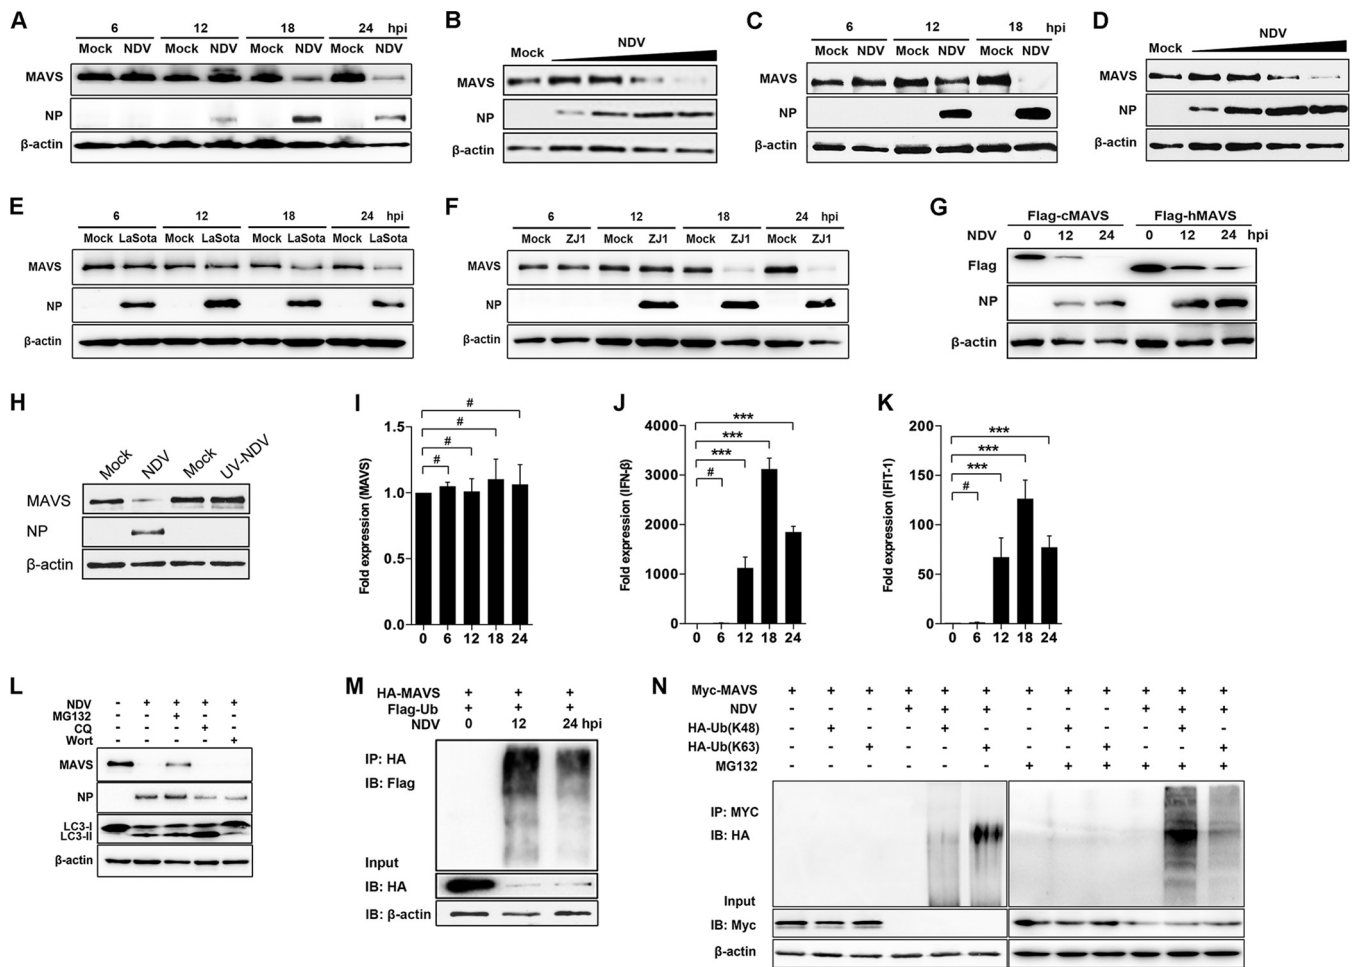 A
6 12 18 24 hpi
Mock NDV Mock NDV Mock NDV Mock NDV
MAVS
NP
β-actin
B
NDV
Mock
MAVS
NP
β-actin
C
6 12 18 hpi
Mock NDV Mock NDV Mock NDV
MAVS
NP
β-actin
D
NDV
Mock
MAVS
NP
β-actin
E
6 12 18 24 hpi
Mock LaSota Mock LaSota Mock LaSota Mock LaSota
MAVS
NP
β-actin
F
6 12 18 24 hpi
Mock ZJ1 Mock ZJ1 Mock ZJ1 Mock ZJ1
MAVS
NP
β-actin
G
Flag-cMAVS Flag-hMAVS
NDV 0 12 24 0 12 24 hpi
Flag
NP
β-actin
H
Mock NDV Mock UV-NDV
MAVS
NP
β-actin
I
Fold expression (MAVS)
1.5
1.0
0.5
0.0
#
#
#
#
0 6 12 18 24
J
Fold expression (IFN-β)
4000
3000
2000
1000
0
***
***
***
#
0 6 12 18 24
K
Fold expression (IFIT-1)
200
150
100
50
0
***
***
***
#
0 6 12 18 24
L
NDV - + + + +
MG132 - - + - -
CQ - - - + -
Wort - - - - +
MAVS
NP
LC3-I
LC3-II
β-actin
M
HA-MAVS + + +
Flag-Ub + + +
NDV 0 12 24 hpi
IP: HA
IB: Flag
Input
IB: HA
IB: β-actin
N
Myc-MAVS + + + + + + + + + + + +
NDV - - - + + + - - - + + +
HA-Ub(K48) - + - - + - - + - - + -
HA-Ub(K63) - - + - - + - - + - - +
MG132 - - - - - - + + + + + +
IP: MYC
IB: HA
Input
IB: Myc
β-actin